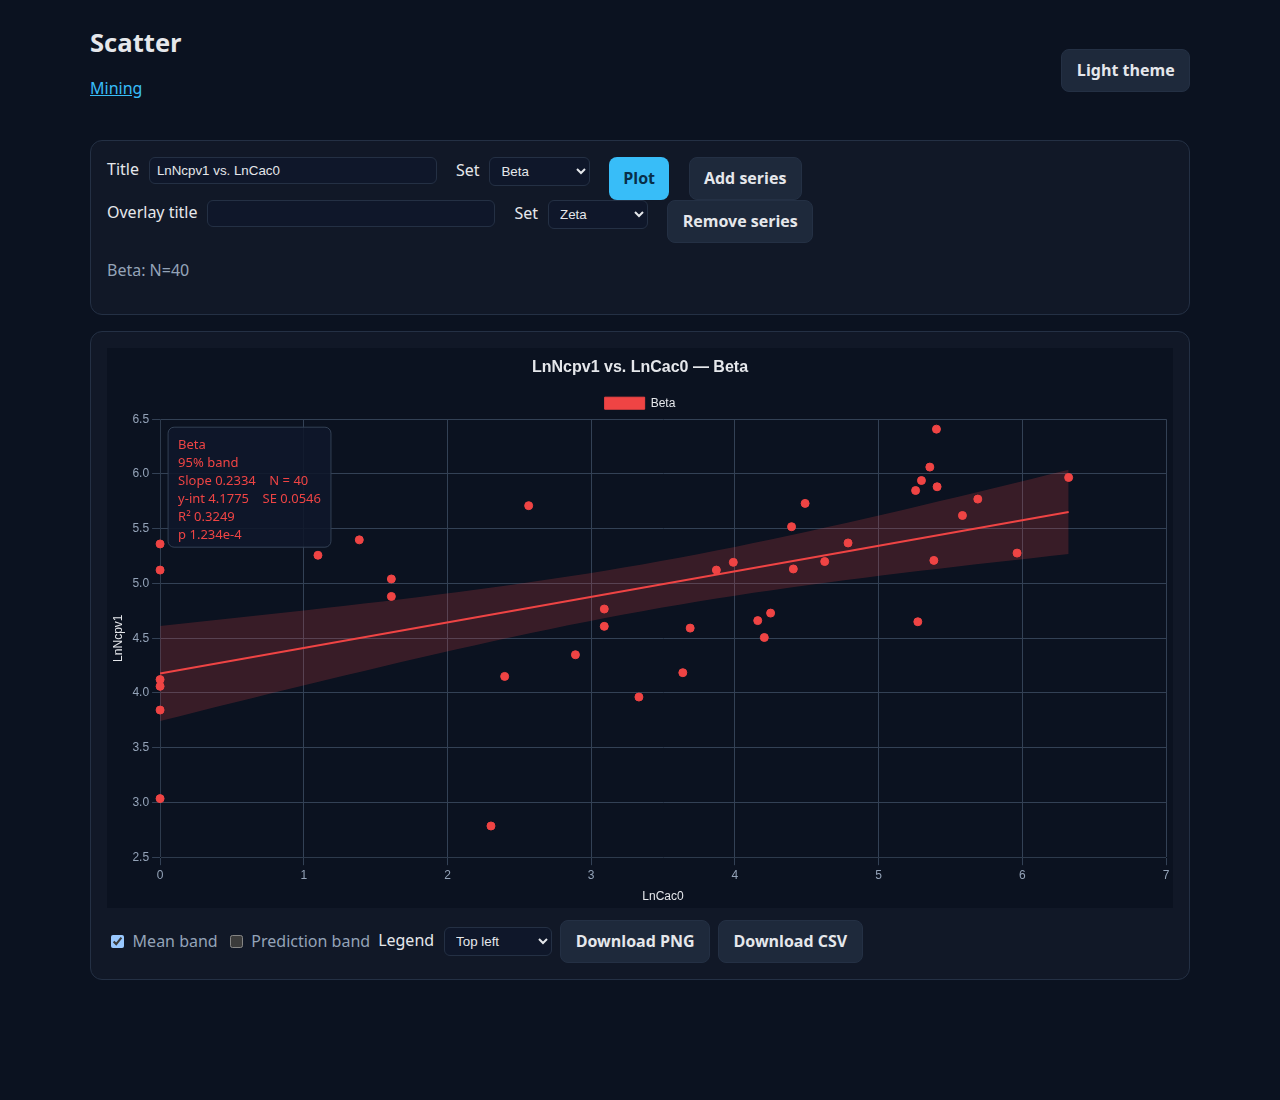 Scatter
Mining
Light theme
Title LnNcpv1 vs. LnCac0 Set Beta Plot Add series
Overlay title Set Zeta Remove series
Beta: N=40
LnNcpv1 vs. LnCac0 — Beta
Beta
6.5
6.0
5.5
5.0
4.5
4.0
3.5
3.0
2.5
Beta
95% band
Slope 0.2334 N = 40
y-int 4.1775 SE 0.0546
R² 0.3249
p 1.234e-4
LnNcpv1
0 1 2 3 4 5 6 7
LnCac0
Mean band Prediction band Legend Top left Download PNG Download CSV